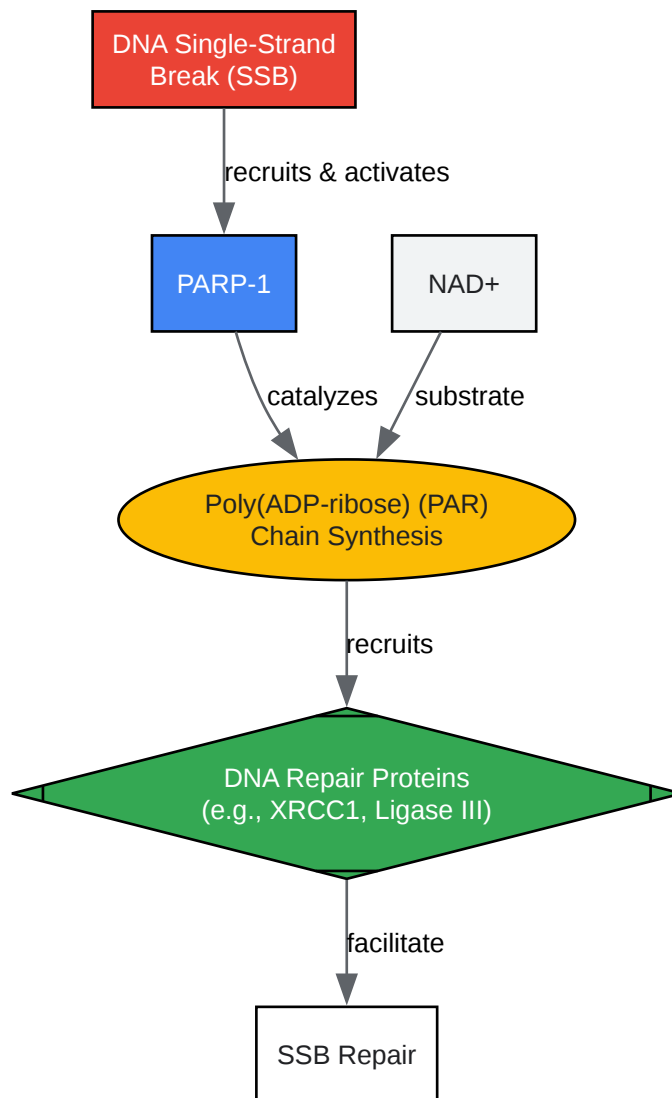 DNA Single-Strand
Break (SSB)
recruits & activates
PARP-1
NAD+
catalyzes
substrate
Poly(ADP-ribose) (PAR)
Chain Synthesis
recruits
DNA Repair Proteins
(e.g., XRCC1, Ligase III)
facilitate
SSB Repair